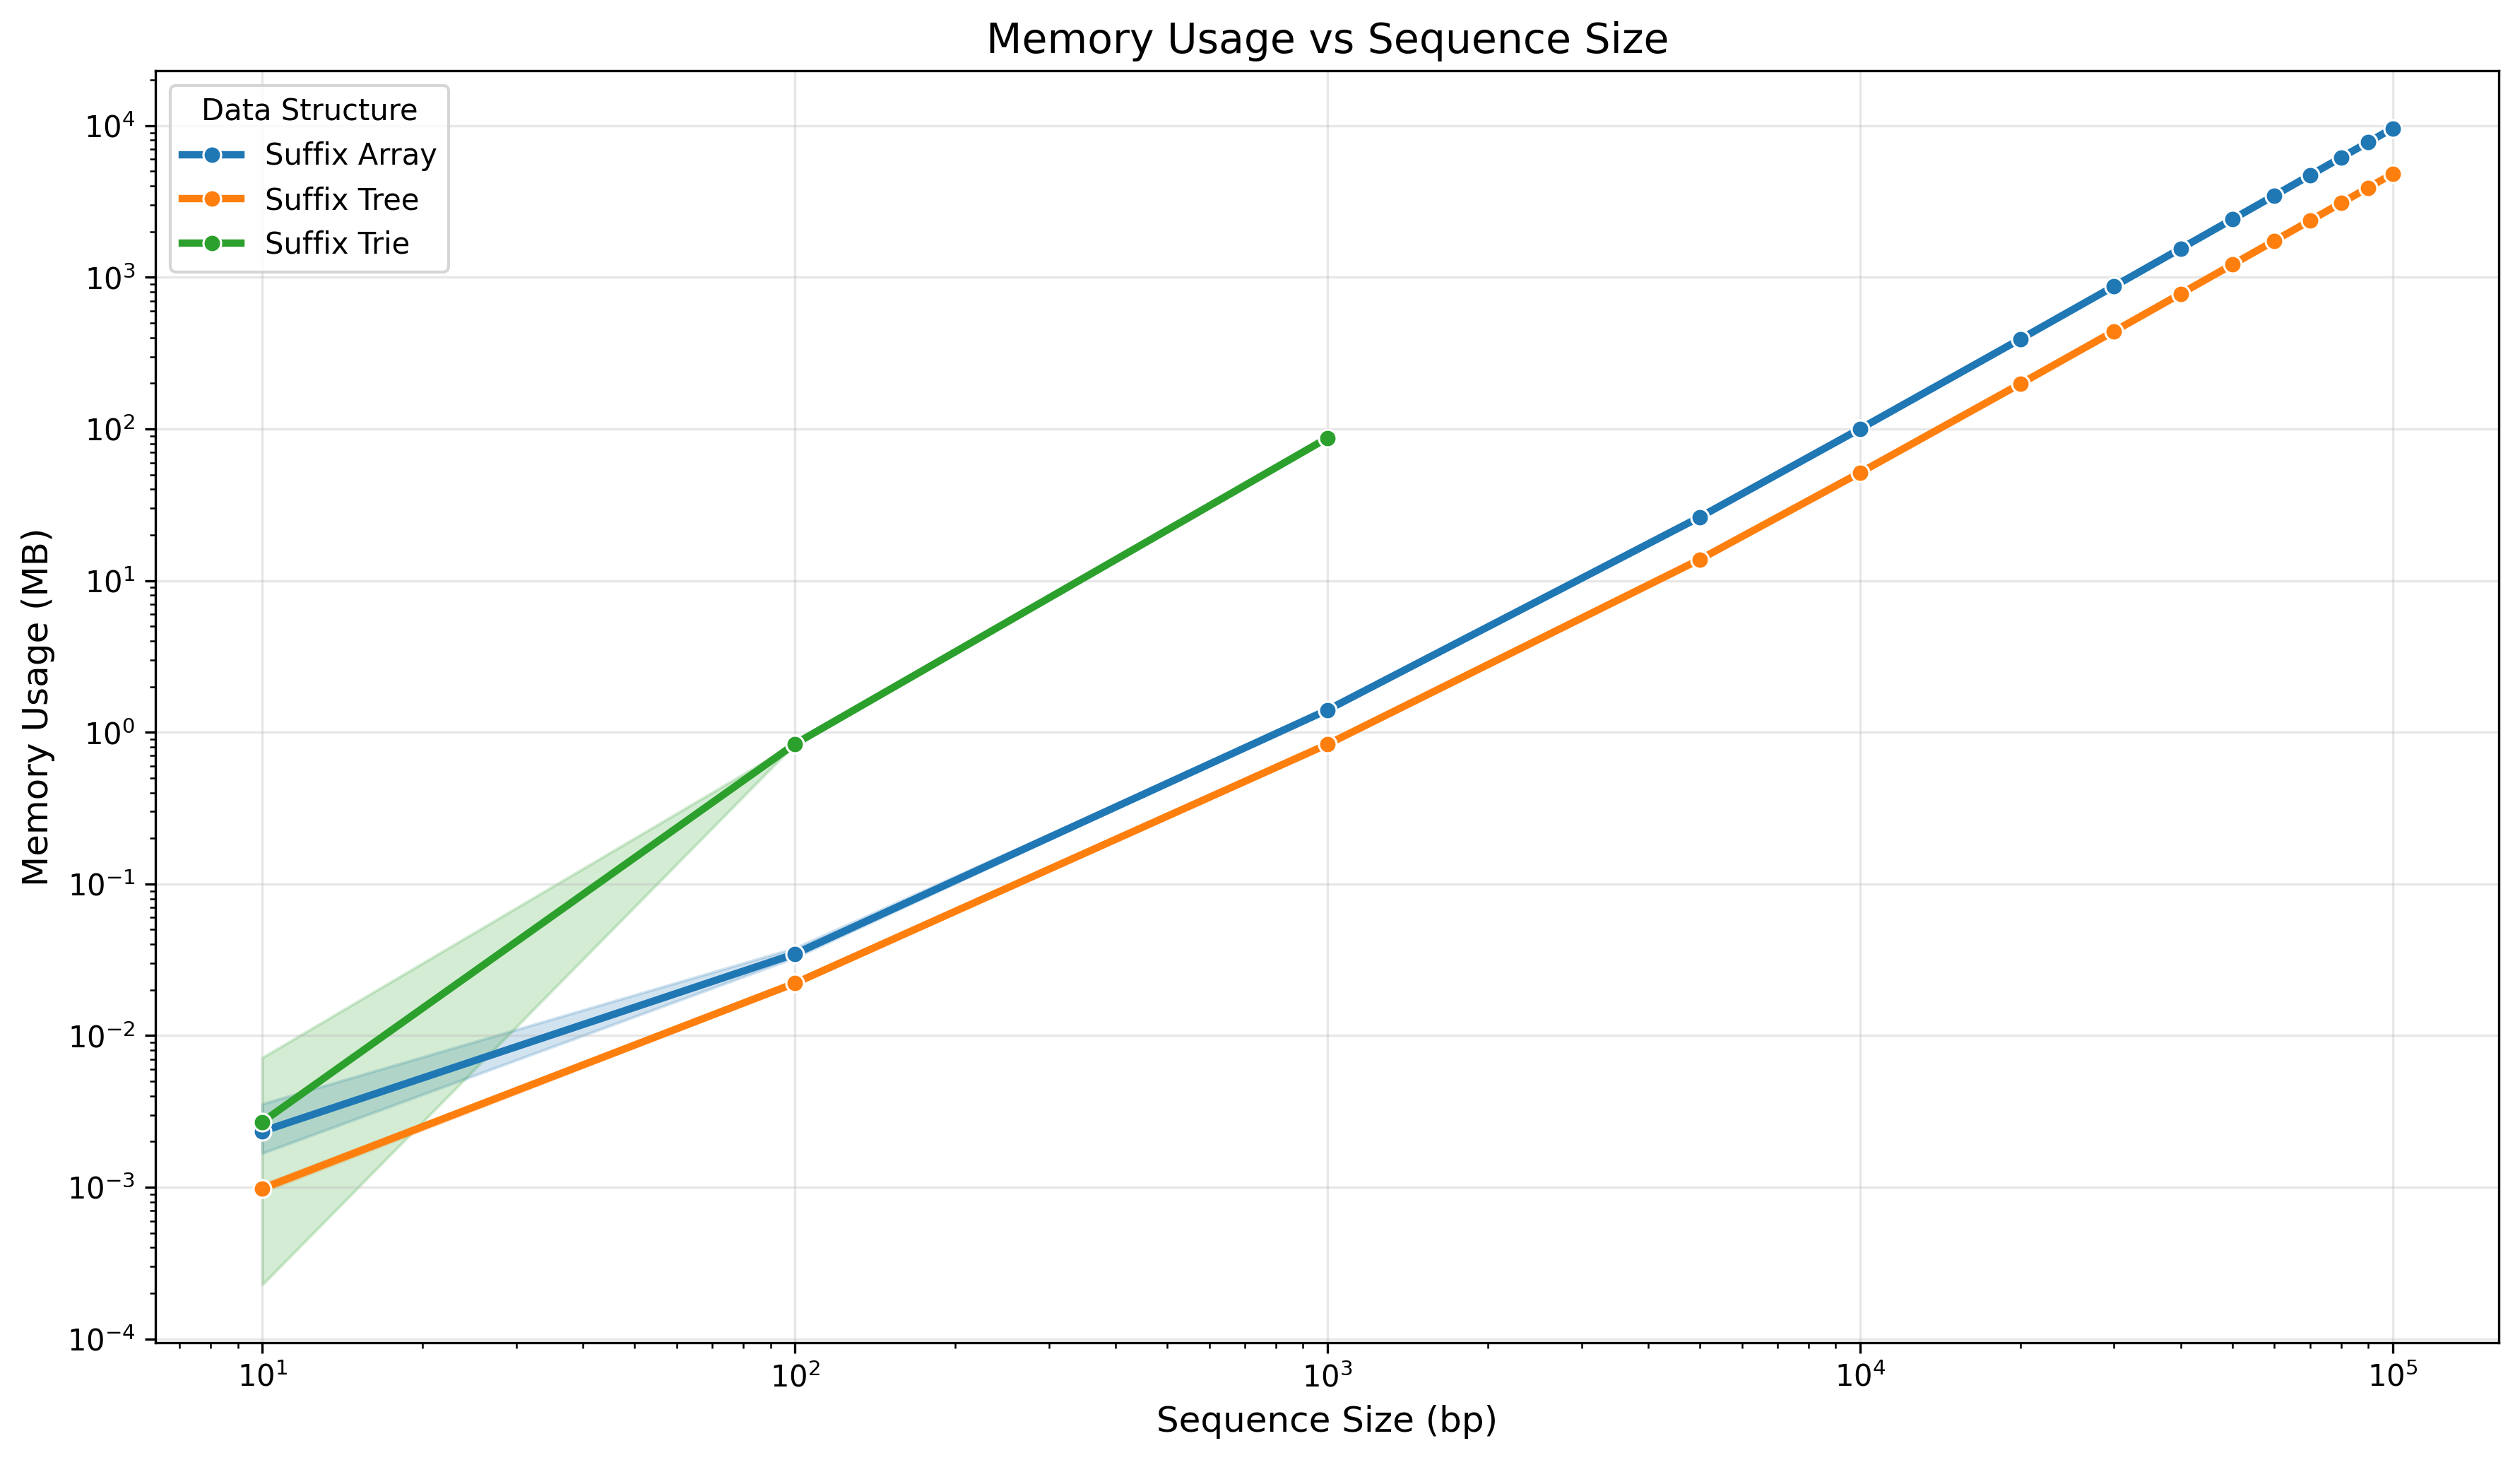 Memory Usage vs Sequence Size
Data Structure
Suffix Array
Suffix Tree
Suffix Trie
Memory Usage (MB)
10⁴
10³
10²
10¹
10⁰
10⁻¹
10⁻²
10⁻³
10⁻⁴
10¹ 10² 10³ 10⁴ 10⁵
Sequence Size (bp)